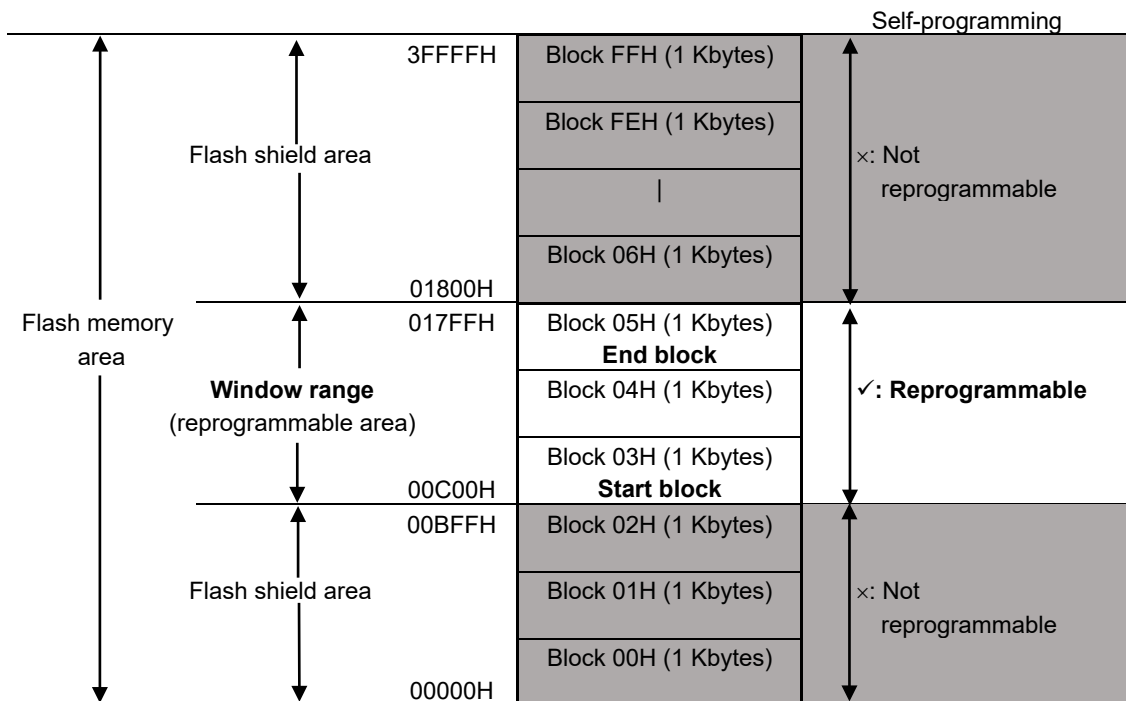 Self-programming
3FFFFH Block FFH (1 Kbytes)
Block FEH (1 Kbytes)
Flash shield area ×: Not
reprogrammable
|
Block 06H (1 Kbytes)
01800H
Flash memory 017FFH Block 05H (1 Kbytes)
area End block
Window range Block 04H (1 Kbytes) ✓: Reprogrammable
(reprogrammable area)
Block 03H (1 Kbytes)
00C00H Start block
00BFFH Block 02H (1 Kbytes)
Flash shield area Block 01H (1 Kbytes) ×: Not
reprogrammable
Block 00H (1 Kbytes)
00000H